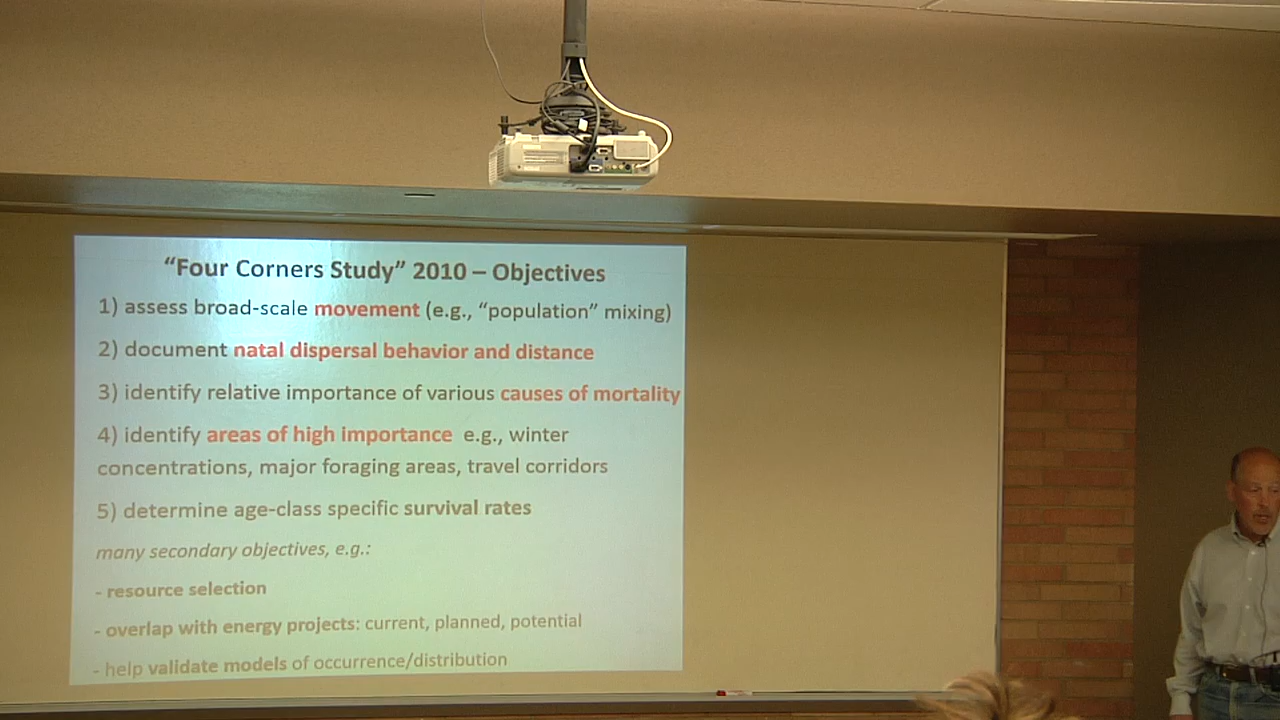 “Four Corners Study” 2010 – Objectives
1) assess broad-scale movement (e.g., “population” mixing)
2) document natal dispersal behavior and distance
3) identify relative importance of various causes of mortality
4) identify areas of high importance e.g., winter
concentrations, major foraging areas, travel corridors
5) determine age-class specific survival rates
many secondary objectives, e.g.:
- resource selection
- overlap with energy projects: current, planned, potential
- help validate models of occurrence/distribution